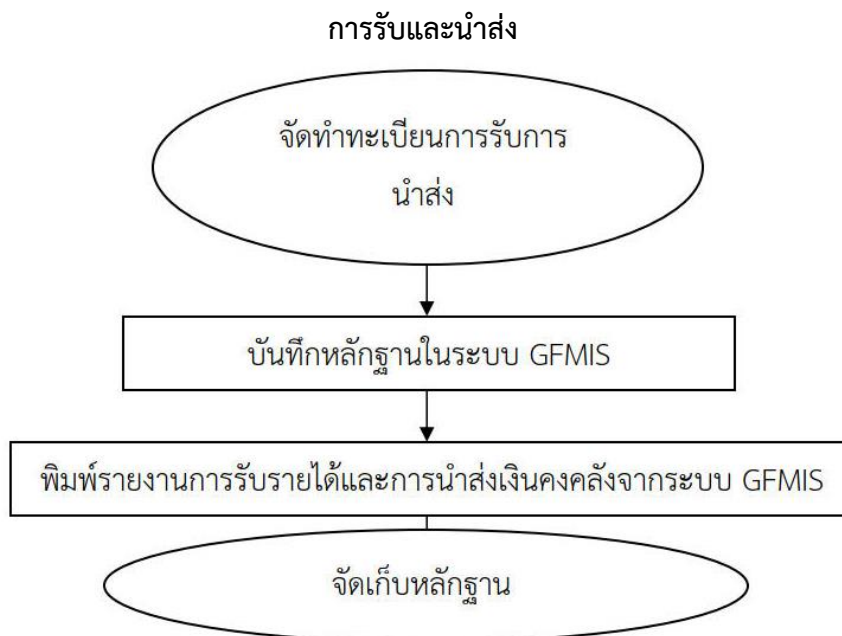 การรับและนำส่ง
จัดทำทะเบียนการรับการ
นำส่ง
บันทึกหลักฐานในระบบ GFMIS
พิมพ์รายงานการรับรายได้และการนำส่งเงินคงคลังจากระบบ GFMIS
จัดเก็บหลักฐาน